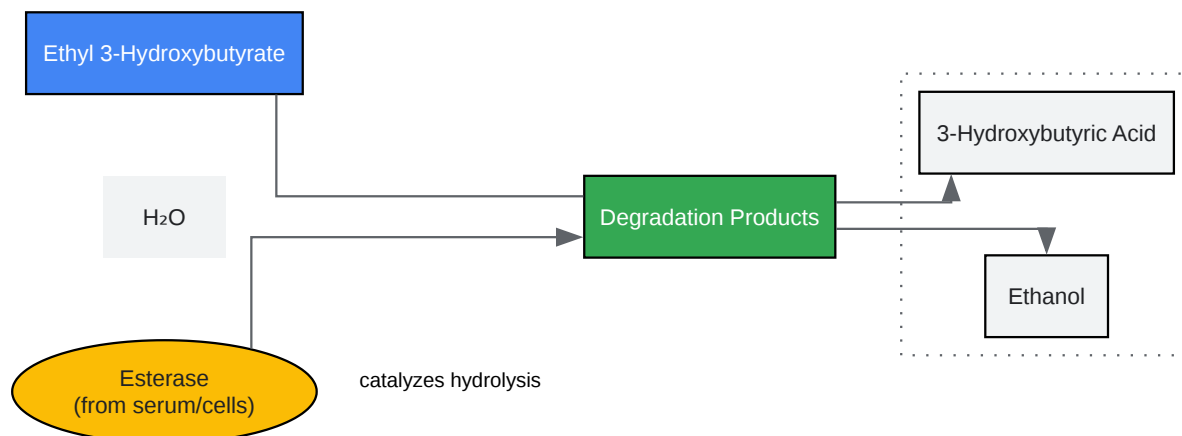 Ethyl 3-Hydroxybutyrate
3-Hydroxybutyric Acid
H₂O
Degradation Products
Ethanol
Esterase
(from serum/cells)
catalyzes hydrolysis